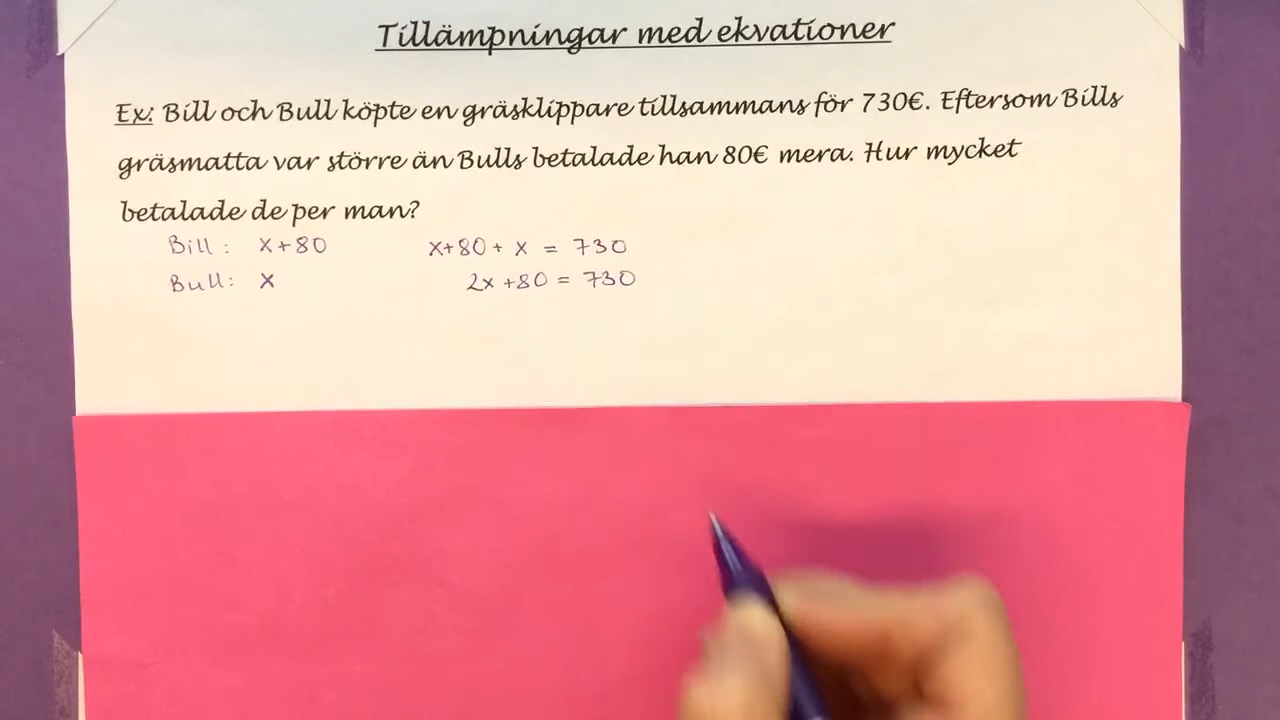 Tillämpningar med ekvationer
Ex: Bill och Bull köpte en gräsklippare tillsammans för 730€. Eftersom Bills
gräsmatta var större än Bulls betalade han 80€ mera. Hur mycket
betalade de per man?
Bill: x+80 x+80+ x = 730
Bull: x 2x +80 = 730